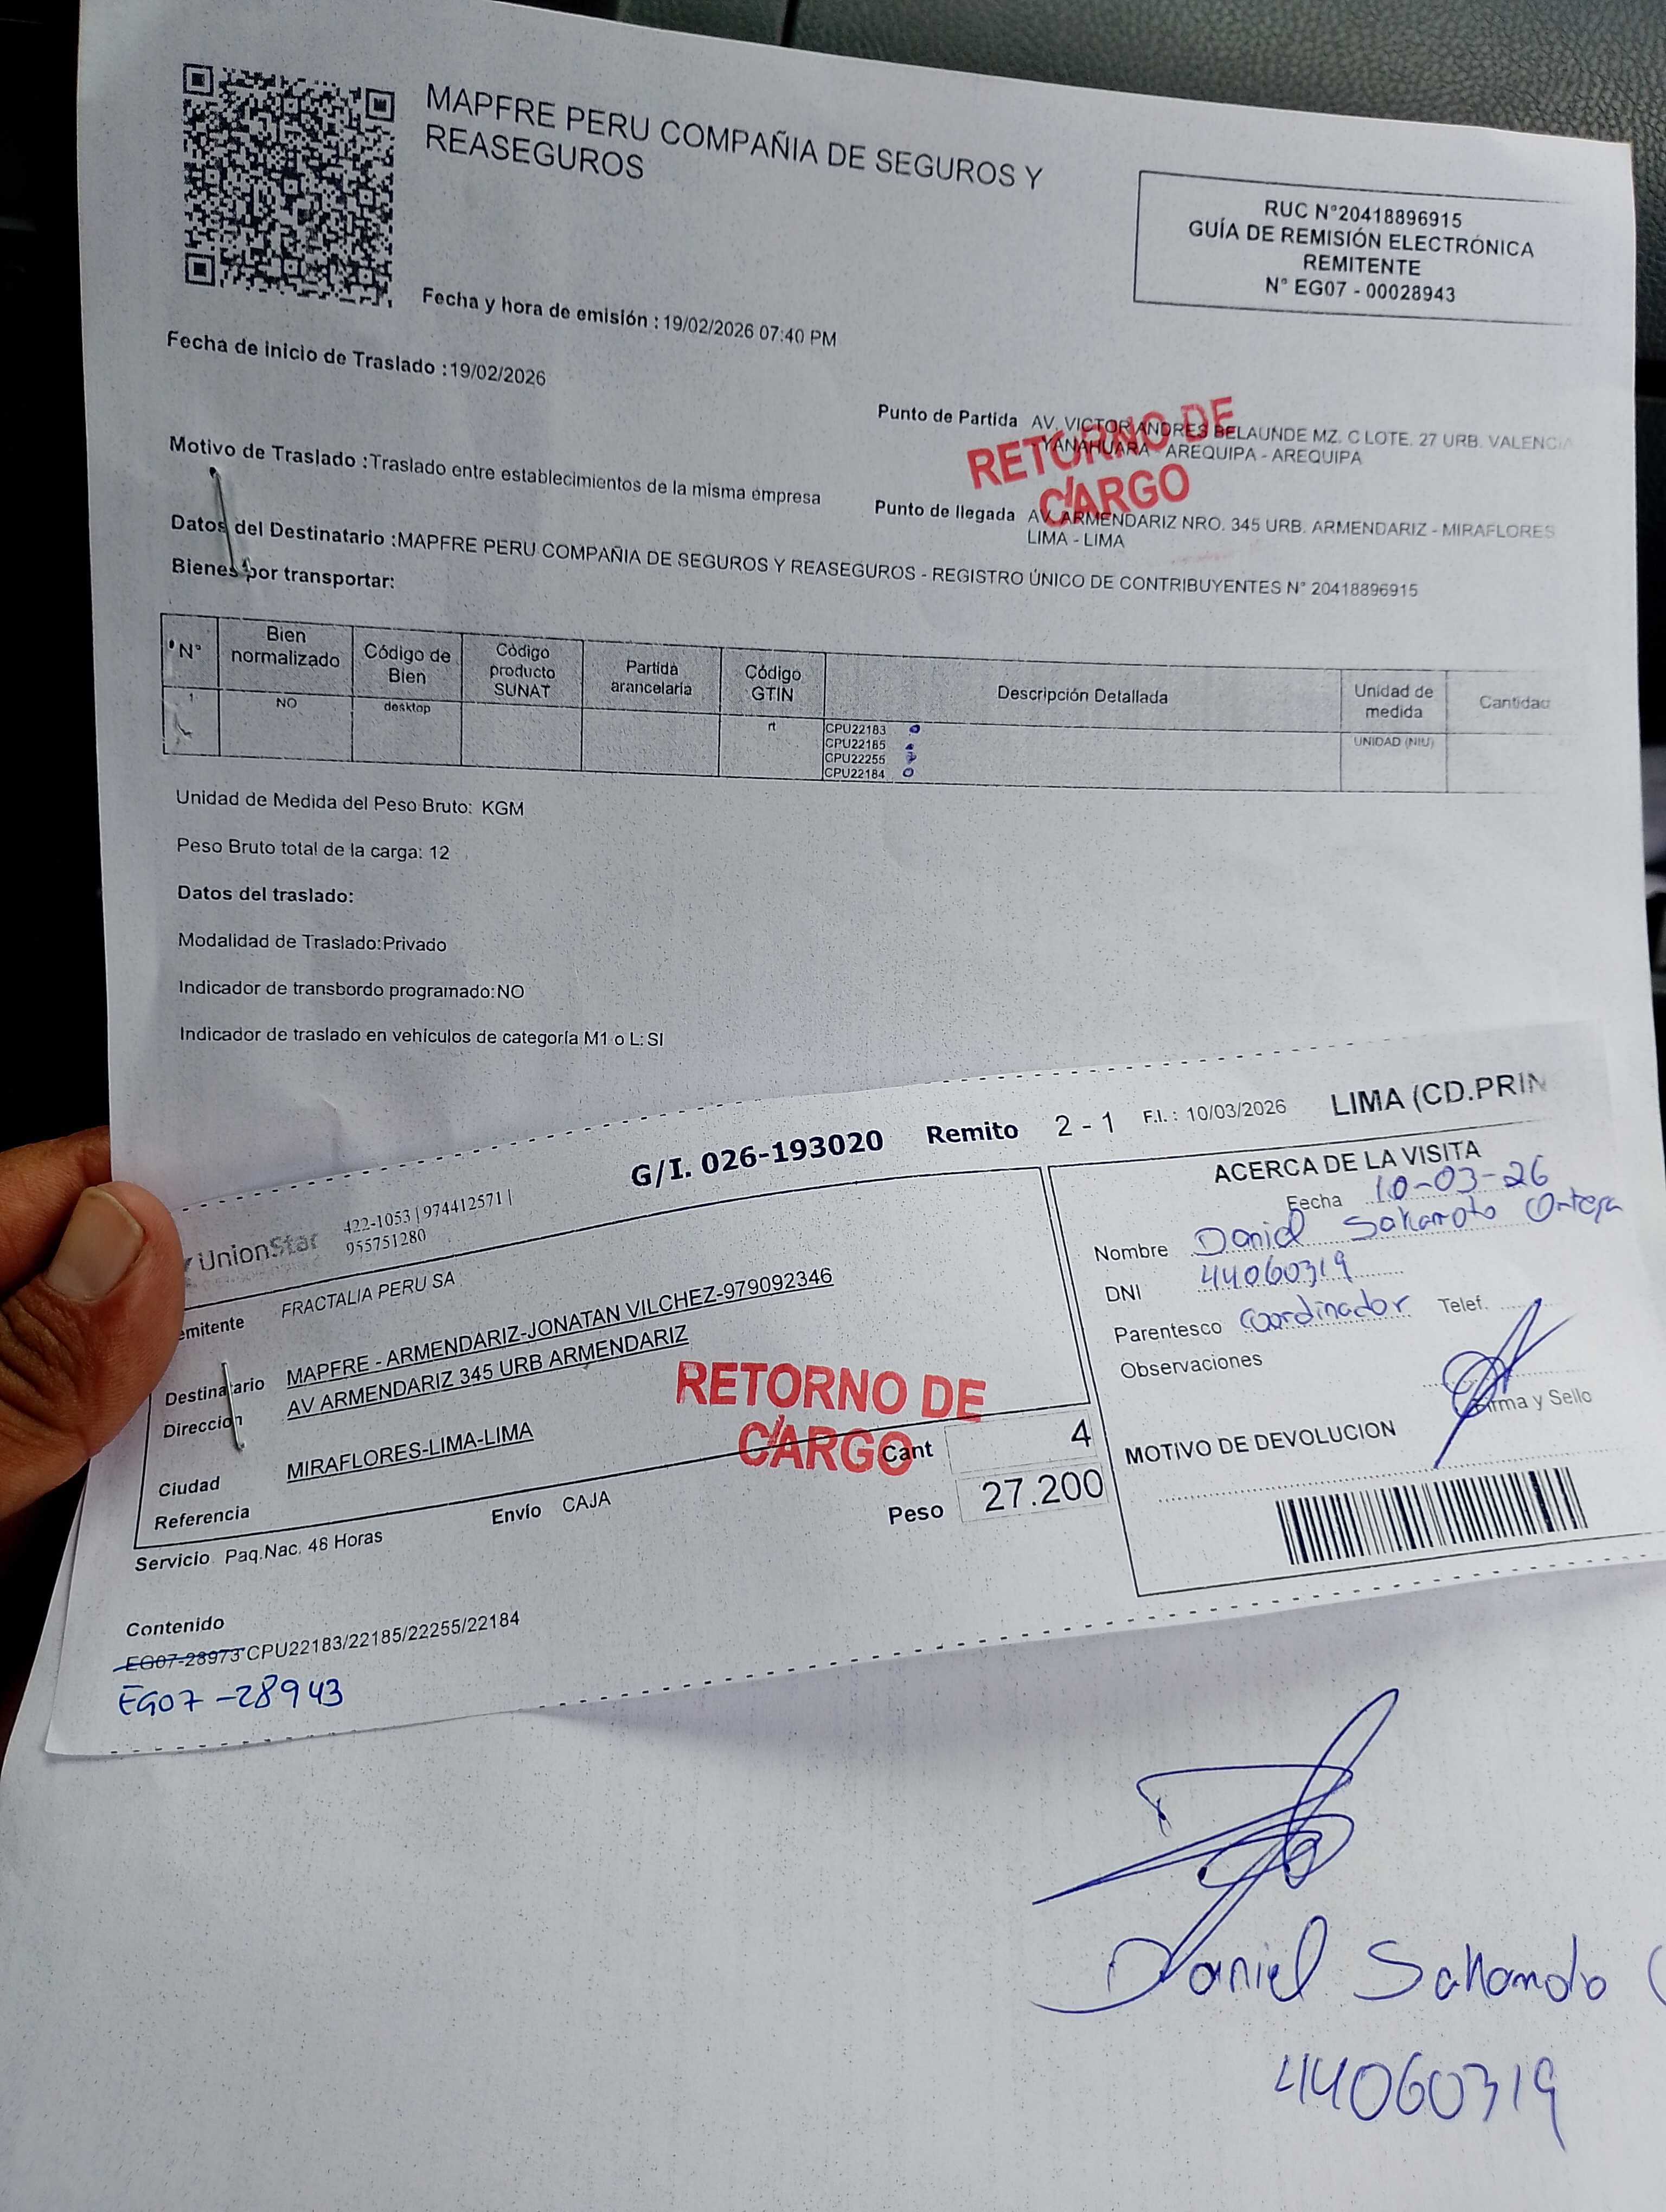 MAPFRE PERU COMPAÑIA DE SEGUROS Y
REASEGUROS
RUC N°20418896915
GUÍA DE REMISIÓN ELECTRÓNICA
REMITENTE
N° EG07 - 00028943
Fecha y hora de emisión : 19/02/2026 07:40 PM
Fecha de inicio de Traslado : 19/02/2026
Punto de Partida AV. VICTOR ANDRES BELAUNDE MZ. C LOTE. 27 URB. VALENCIA
YANAHUARA - AREQUIPA - AREQUIPA
RETORNO DE
CARGO
Motivo de Traslado : Traslado entre establecimientos de la misma empresa
Punto de llegada AV. ARMENDARIZ NRO. 345 URB. ARMENDARIZ - MIRAFLORES
LIMA - LIMA
Datos del Destinatario : MAPFRE PERU COMPAÑIA DE SEGUROS Y REASEGUROS - REGISTRO ÚNICO DE CONTRIBUYENTES N° 20418896915
Bienes por transportar:
N° Bien normalizado Código de Bien Código producto SUNAT Partida arancelaria Código GTIN Descripción Detallada Unidad de medida Cantidad
1 NO desktop rt CPU22183 UNIDAD (NIU)
CPU22185
CPU22255
CPU22184
Unidad de Medida del Peso Bruto: KGM
Peso Bruto total de la carga: 12
Datos del traslado:
Modalidad de Traslado:Privado
Indicador de transbordo programado:NO
Indicador de traslado en vehículos de categoría M1 o L: SI
G/I. 026-193020 Remito 2 - 1 F.I. : 10/03/2026 LIMA (CD.PRIN
UnionStar 422-1053 | 974412571 |
955751280
emitente FRACTALIA PERU SA
Destinatario MAPFRE - ARMENDARIZ-JONATAN VILCHEZ-979092346
Direccion AV ARMENDARIZ 345 URB ARMENDARIZ
Ciudad MIRAFLORES-LIMA-LIMA
Referencia
RETORNO DE
CARGO
Cant 4
Peso 27.200
Servicio Paq.Nac. 48 Horas Envío CAJA
ACERCA DE LA VISITA
Fecha 10-03-26
Nombre Daniel Sakamoto Ortega
DNI 44060319
Parentesco Coordinador Telef.
Observaciones
Firma y Sello
MOTIVO DE DEVOLUCION
Contenido
EG07-28973 CPU22183/22185/22255/22184
EG07-28943
Daniel Sakamoto
44060319